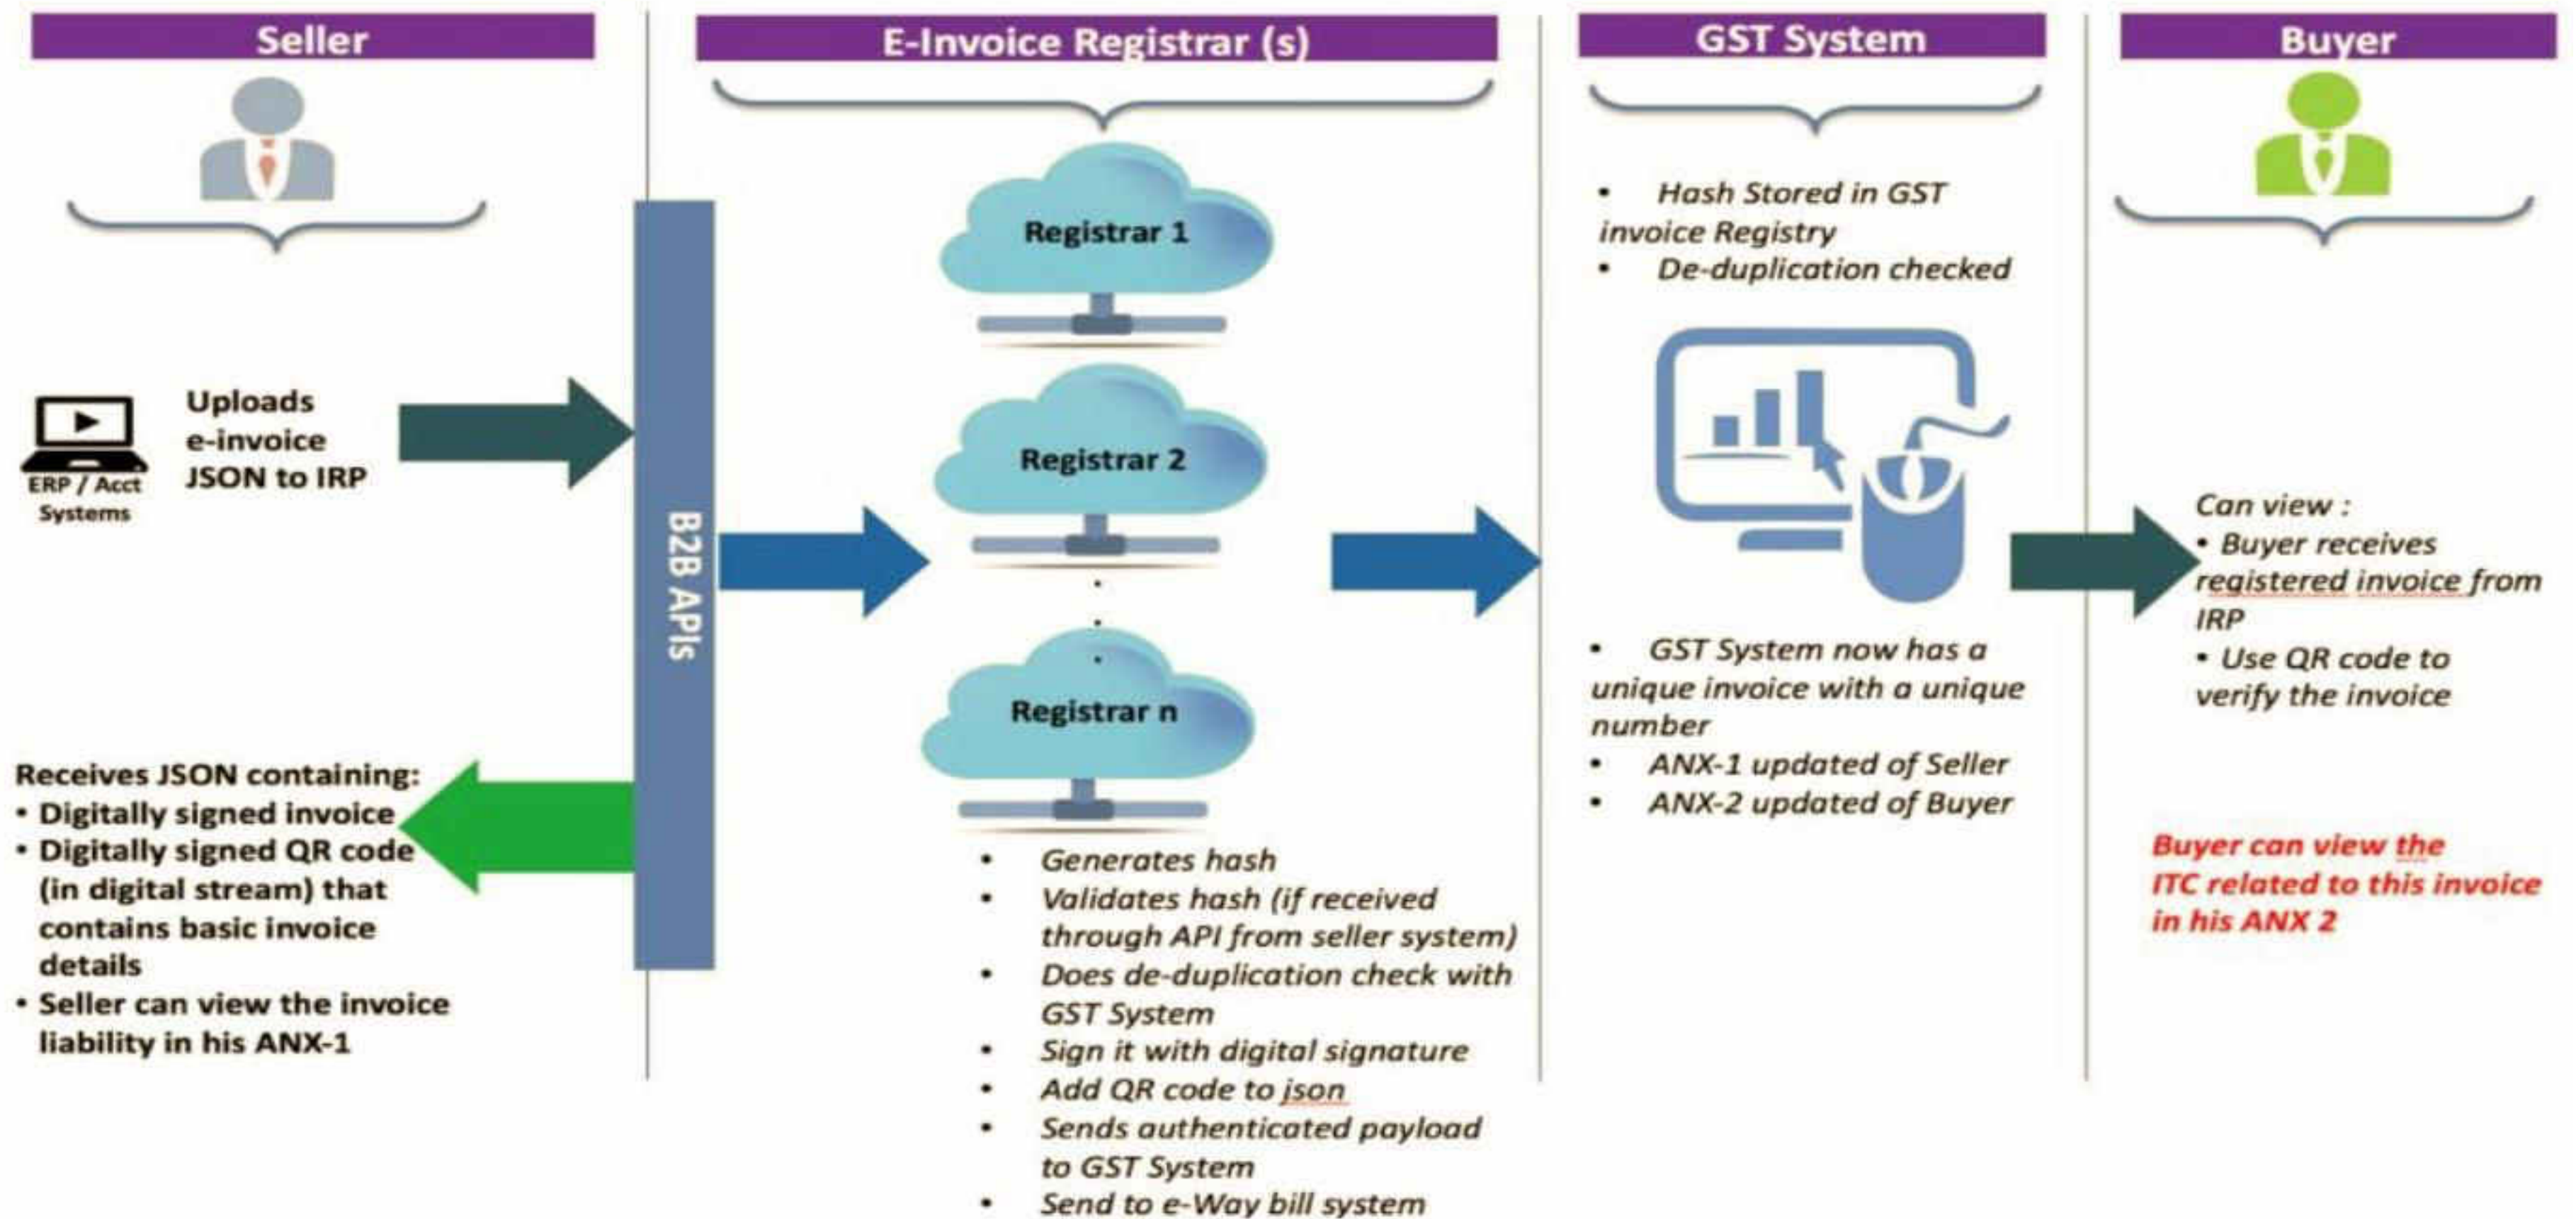 Seller
ERP / Acct
Systems
Uploads
e-invoice
JSON to IRP
Receives JSON containing:
• Digitally signed invoice
• Digitally signed QR code
(in digital stream) that
contains basic invoice
details
• Seller can view the invoice
liability in his ANX-1
B2B APIs
E-Invoice Registrar (s)
Registrar 1
Registrar 2
Registrar n
• Generates hash
• Validates hash (if received
through API from seller system)
• Does de-duplication check with
GST System
• Sign it with digital signature
• Add QR code to json
• Sends authenticated payload
to GST System
• Send to e-Way bill system
GST System
• Hash Stored in GST
invoice Registry
• De-duplication checked
• GST System now has a
unique invoice with a unique
number
• ANX-1 updated of Seller
• ANX-2 updated of Buyer
Buyer
Can view :
• Buyer receives
registered invoice from
IRP
• Use QR code to
verify the invoice
Buyer can view the
ITC related to this invoice
in his ANX 2